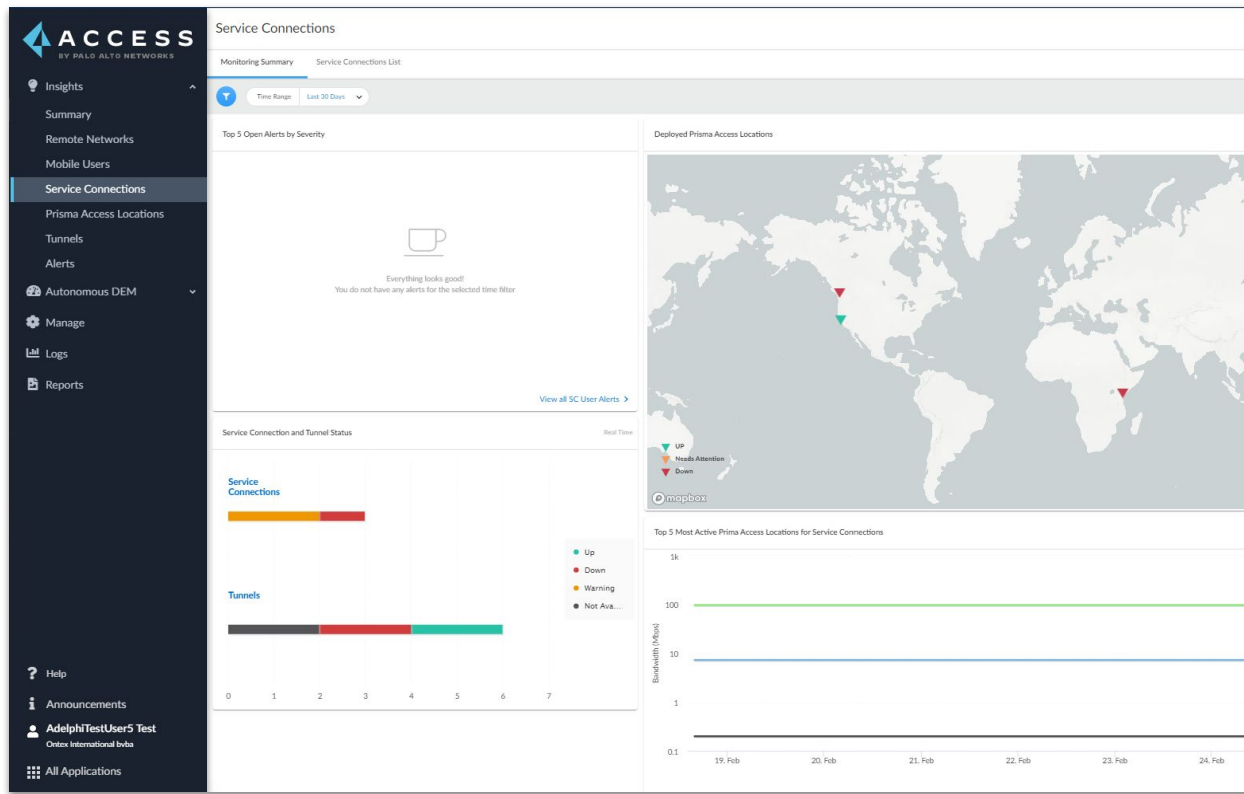 ACCESS
BY PALO ALTO NETWORKS
Insights
Summary
Remote Networks
Mobile Users
Service Connections
Prisma Access Locations
Tunnels
Alerts
Autonomous DEM
Manage
Logs
Reports
Help
Announcements
AdelphiTestUser5 Test
Ontex International bvba
All Applications
Service Connections
Monitoring Summary
Service Connections List
Time Range
Last 30 Days
Top 5 Open Alerts by Severity
Everything looks good!
You do not have any alerts for the selected time filter
View all SC User Alerts
Service Connection and Tunnel Status
Real Time
Service
Connections
Tunnels
Up
Down
Warning
Not Ava...
0 1 2 3 4 5 6 7
Deployed Prisma Access Locations
UP
Needs Attention
Down
mapbox
Top 5 Most Active Prima Access Locations for Service Connections
Bandwidth (Mbps)
1k
100
10
1
0.1
19. Feb 20. Feb 21. Feb 22. Feb 23. Feb 24. Feb